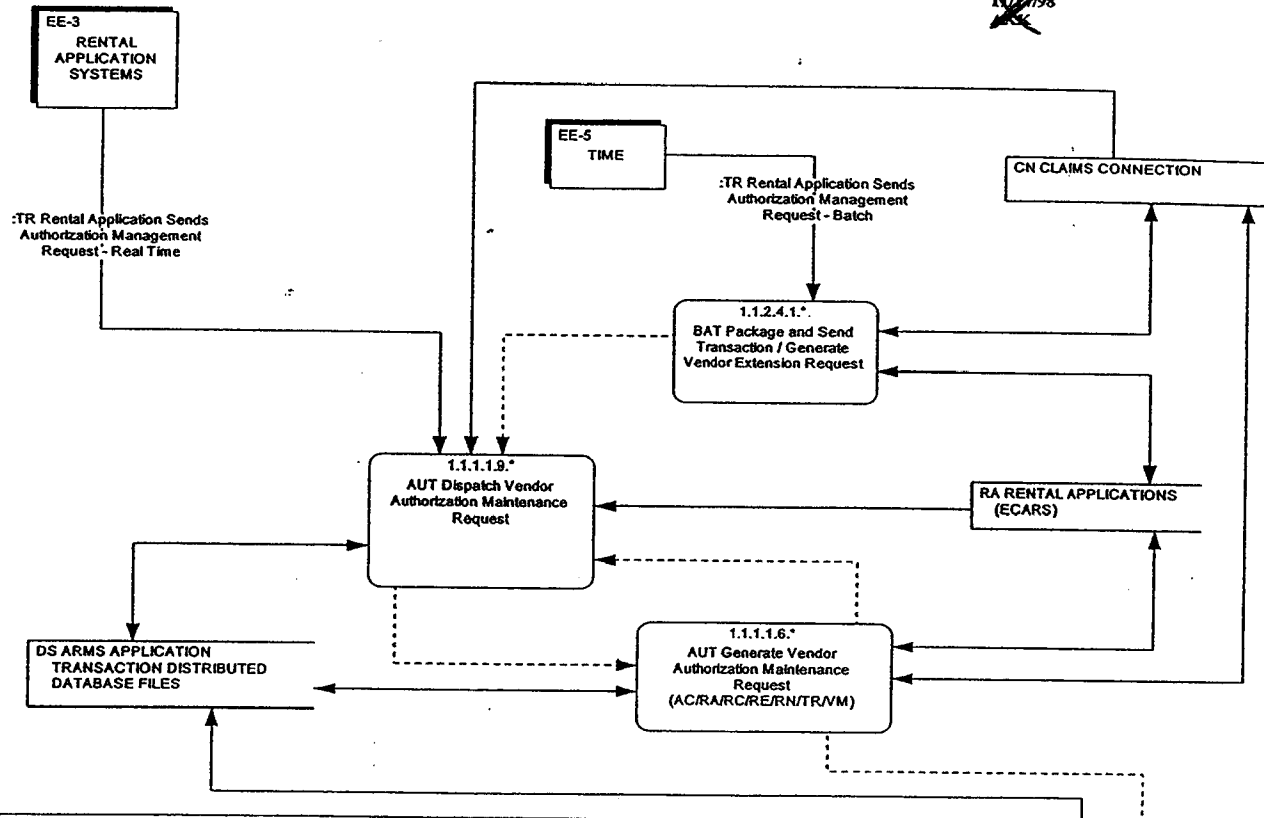 EE-3
RENTAL
APPLICATION
SYSTEMS
EE-5
TIME
CN CLAIMS CONNECTION
:TR Rental Application Sends
Authorization Management
Request - Batch
:TR Rental Application Sends
Authorization Management
Request - Real Time
1.1.2.4.1.*.
BAT Package and Send
Transaction / Generate
Vendor Extension Request
1.1.1.1.9.*
AUT Dispatch Vendor
Authorization Maintenance
Request
RA RENTAL APPLICATIONS
(ECARS)
1.1.1.1.6.*
AUT Generate Vendor
Authorization Maintenance
Request
(AC/RA/RC/RE/RN/TR/VM)
DS ARMS APPLICATION
TRANSACTION DISTRIBUTED
DATABASE FILES